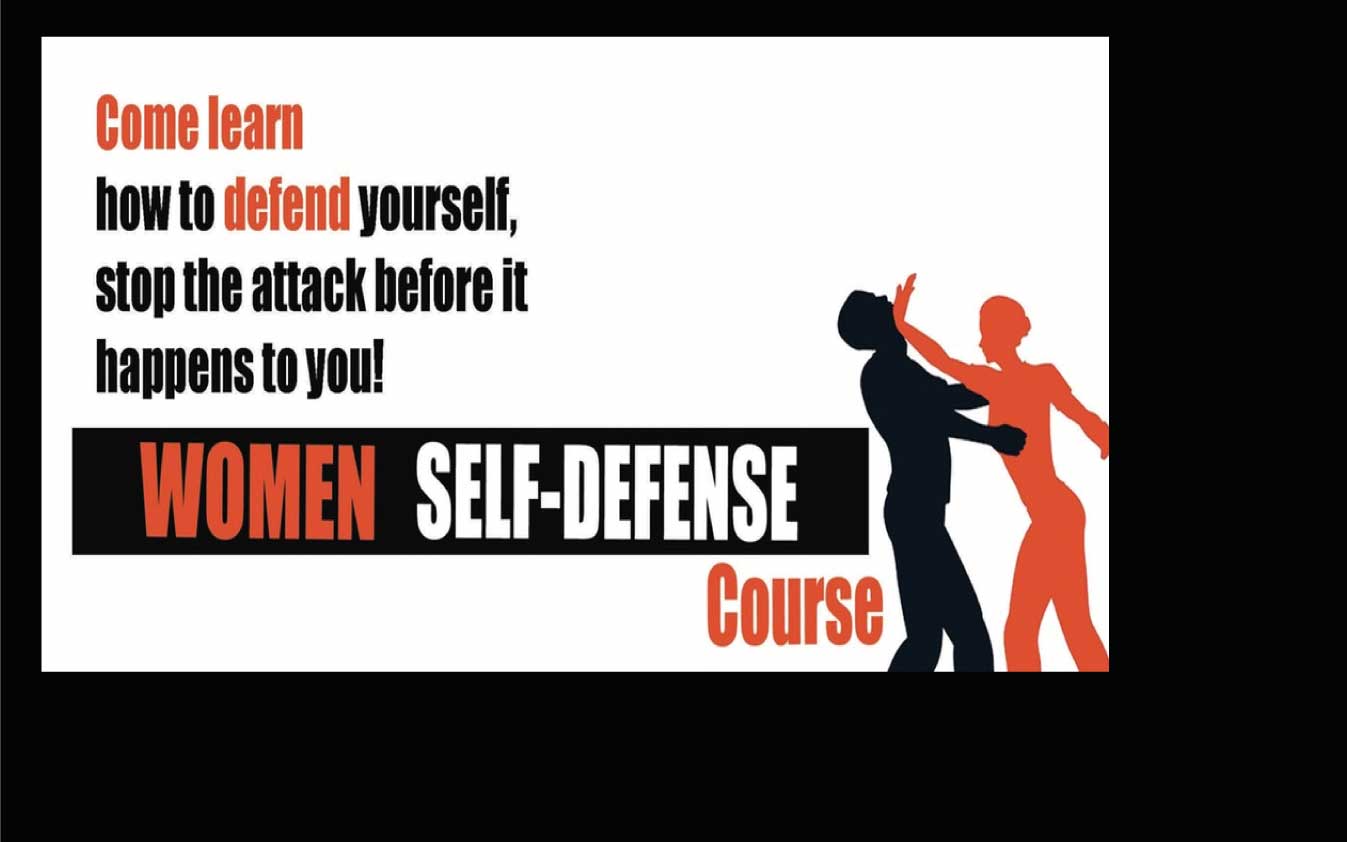 Come learn
how to defend yourself,
stop the attack before it
happens to you!
WOMEN SELF-DEFENSE
Course